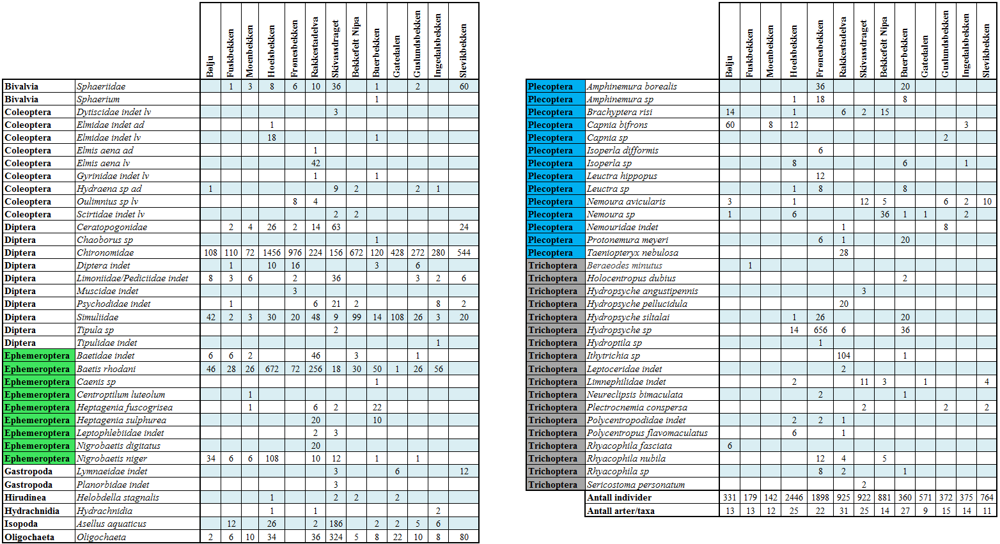 Bølju Fuskbekken Moenbekken Hoelsbekken Frønesbekken Rakkestadelva Skivassdraget Bekkefelt Nipa Buerbekken Gatedalen Guslundsbekken Ingedalsbekken Slevikbekken
Bivalvia Sphaeriidae 1 3 8 6 10 36 1 2 60
Bivalvia Sphaerium 1
Coleoptera Dytiscidae indet lv 3
Coleoptera Elmidae indet ad 1
Coleoptera Elmidae indet lv 18 1
Coleoptera Elmis aena ad 1
Coleoptera Elmis aena lv 42
Coleoptera Gyrinidae indet lv 1 1
Coleoptera Hydraena sp ad 1 9 2 2 1
Coleoptera Oulimnius sp lv 8 4
Coleoptera Scirtidae indet lv 2 2
Diptera Ceratopogonidae 2 4 26 2 14 63 24
Diptera Chaoborus sp 1
Diptera Chironomidae 108 110 72 1456 976 224 156 672 120 428 272 280 544
Diptera Diptera indet 1 10 16 3 6
Diptera Limoniidae/Pediciidae indet 8 3 6 2 36 3 2 6
Diptera Muscidae indet 3
Diptera Psychodidae indet 1 6 21 2 8 2
Diptera Simuliidae 42 2 3 30 20 48 9 99 14 108 26 3 20
Diptera Tipula sp 2
Diptera Tipulidae indet 1
Ephemeroptera Baetidae indet 6 6 2 46 3 1
Ephemeroptera Baetis rhodani 46 28 26 672 72 256 18 30 50 1 26 56
Ephemeroptera Caenis sp 1
Ephemeroptera Centroptilum luteolum 1
Ephemeroptera Heptagenia fuscogrisea 1 6 2 22
Ephemeroptera Heptagenia sulphurea 20 10
Ephemeroptera Leptophlebiidae indet 2 3
Ephemeroptera Nigrobaetis digitatus 20
Ephemeroptera Nigrobaetis niger 34 6 6 108 10 12 1 1
Gastropoda Lymnaeidae indet 3 6 12
Gastropoda Planorbidae indet 3
Hirudinea Helobdella stagnalis 1 2 2 2
Hydrachnidia Hydrachnidia 1 1 2
Isopoda Asellus aquaticus 12 26 2 186 2 2 5 6
Oligochaeta Oligochaeta 2 6 10 34 36 324 5 8 22 10 8 80
Bølju Fuskbekken Moenbekken Hoelsbekken Frønesbekken Rakkestadelva Skivassdraget Bekkefelt Nipa Buerbekken Gatedalen Guslundsbekken Ingedalsbekken Slevikbekken
Plecoptera Amphinemura borealis 36 20
Plecoptera Amphinemura sp 1 18 8
Plecoptera Brachyptera risi 14 1 6 2 15
Plecoptera Capnia bifrons 60 8 12 3
Plecoptera Capnia sp 2
Plecoptera Isoperla difformis 6
Plecoptera Isoperla sp 8 6 1
Plecoptera Leuctra hippopus 12
Plecoptera Leuctra sp 1 8 8
Plecoptera Nemoura avicularis 3 1 12 5 6 2 10
Plecoptera Nemoura sp 1 6 36 1 1 2
Plecoptera Nemouridae indet 1 8
Plecoptera Protonemura meyeri 6 1 20
Plecoptera Taeniopteryx nebulosa 28
Trichoptera Beraeodes minutus 1
Trichoptera Holocentropus dubius 2
Trichoptera Hydropsyche angustipennis 3
Trichoptera Hydropsyche pellucidula 20
Trichoptera Hydropsyche siltalai 1 26 20
Trichoptera Hydropsyche sp 14 656 6 36
Trichoptera Hydroptila sp 1
Trichoptera Ithytrichia sp 104 1
Trichoptera Leptoceridae indet 2
Trichoptera Limnephilidae indet 2 11 3 1 4
Trichoptera Neureclipsis bimaculata 2 1
Trichoptera Plectrocnemia conspersa 2 2 2
Trichoptera Polycentropodidae indet 2 2 1
Trichoptera Polycentropus flavomaculatus 6 1
Trichoptera Rhyacophila fasciata 6
Trichoptera Rhyacophila nubila 12 4 5
Trichoptera Rhyacophila sp 8 2 1
Trichoptera Sericostoma personatum 2
Antall individer 331 179 142 2446 1898 925 922 881 360 571 372 375 764
Antall arter/taxa 13 13 12 25 22 31 25 14 27 9 15 14 11